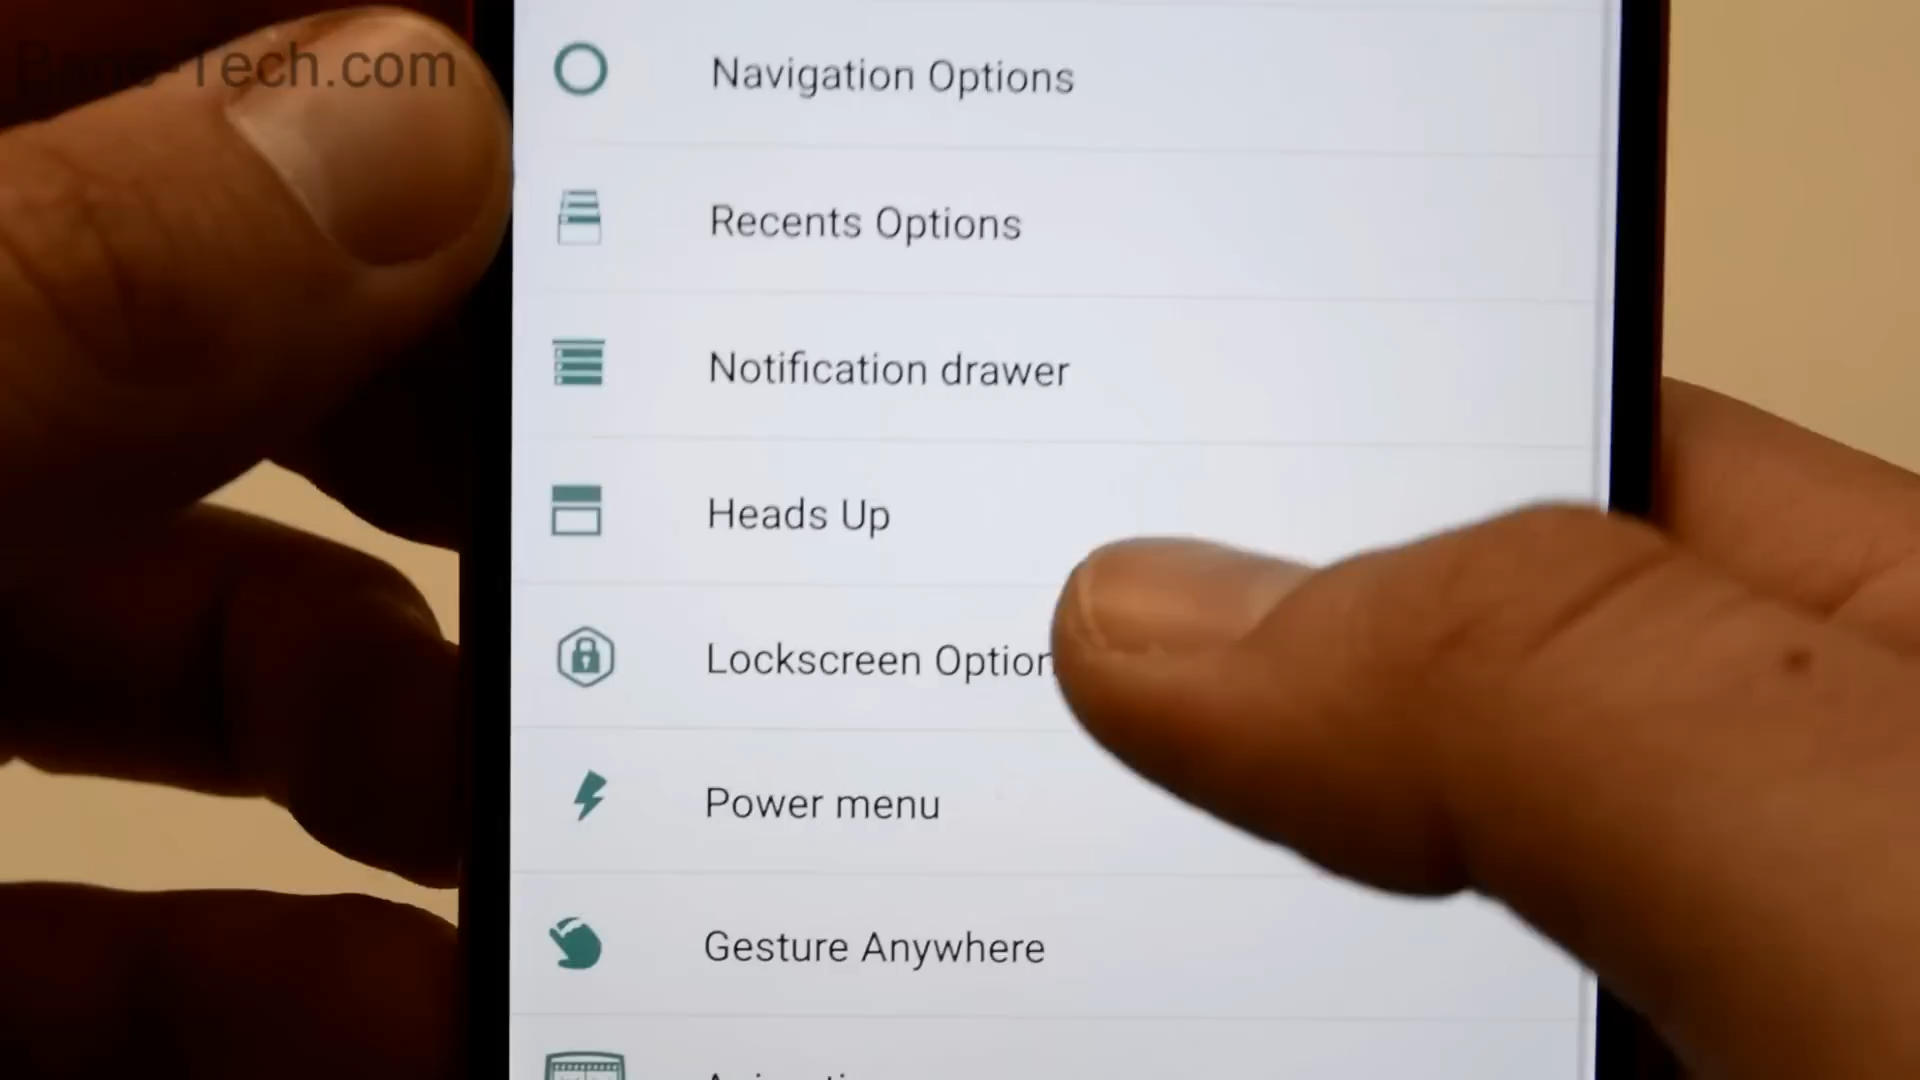 Tech.com
Navigation Options
Recents Options
Notification drawer
Heads Up
Lockscreen Option
Power menu
Gesture Anywhere